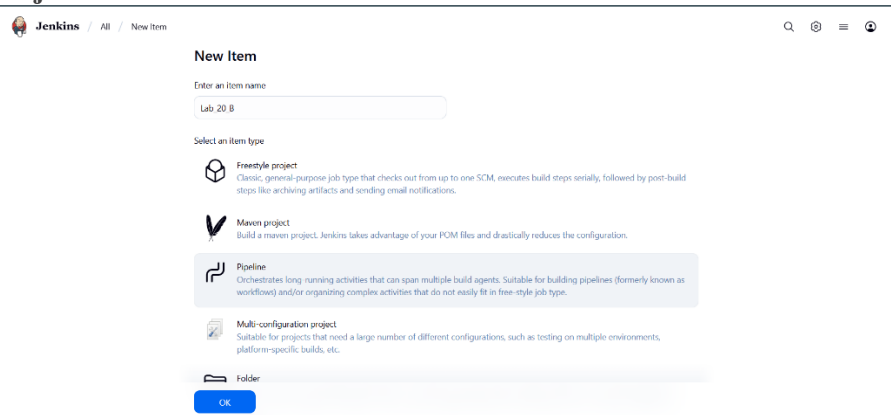 Jenkins / All / New Item
New Item
Enter an item name
Lab_20_B
Select an item type
Freestyle project
Classic, general-purpose job type that checks out from up to one SCM, executes build steps serially, followed by post-build
steps like archiving artifacts and sending email notifications.
Maven project
Build a maven project. Jenkins takes advantage of your POM files and drastically reduces the configuration.
Pipeline
Orchestrates long-running activities that can span multiple build agents. Suitable for building pipelines (formerly known as
workflows) and/or organizing complex activities that do not easily fit in free-style job type.
Multi-configuration project
Suitable for projects that need a large number of different configurations, such as testing on multiple environments,
platform-specific builds, etc.
Folder
OK